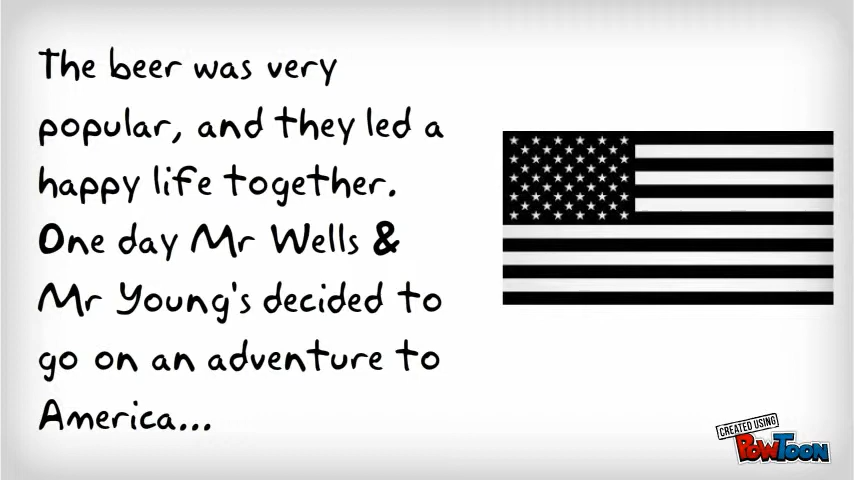 The beer was very
popular, and they led a
happy life together.
One day Mr Wells &
Mr Young's decided to
go on an adventure to
America...
CREATED USING
POWTOON